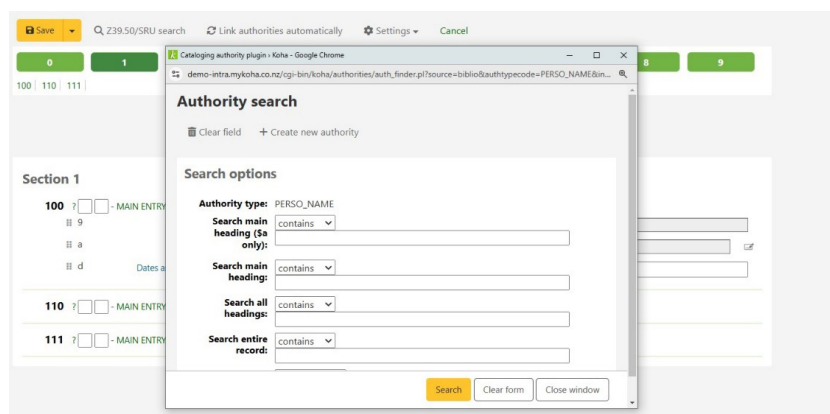 Save
Z39.50/SRU search
Link authorities automatically
Settings
Cancel
0
1
8
9
100 110 111
Cataloging authority plugin › Koha - Google Chrome
demo-intra.mykoha.co.nz/cgi-bin/koha/authorities/auth_finder.pl?source=biblio&authtypecode=PERSO_NAME&in...
Authority search
Clear field
+ Create new authority
Search options
Authority type: PERSO_NAME
Search main heading ($a only):
contains
Search main heading:
contains
Search all headings:
contains
Search entire record:
contains
Search
Clear form
Close window
Section 1
100 ? - MAIN ENTRY
9
a
d
Dates a
110 ? - MAIN ENTRY
111 ? - MAIN ENTRY